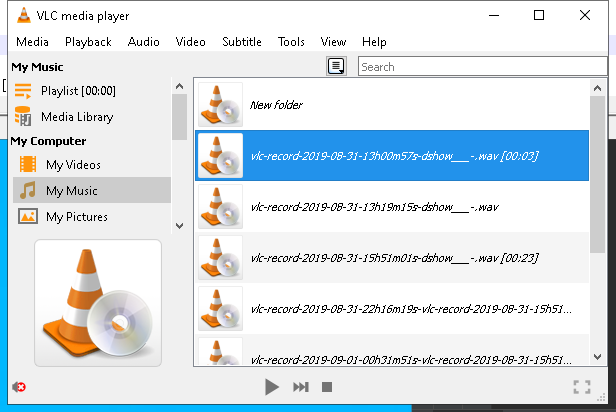 VLC media player
Media Playback Audio Video Subtitle Tools View Help
My Music
Search
Playlist [00:00]
Media Library
My Computer
My Videos
My Music
My Pictures
New folder
vlc-record-2019-08-31-13h00m57s-dshow___-.wav [00:03]
vlc-record-2019-08-31-13h19m15s-dshow___-.wav
vlc-record-2019-08-31-15h51m01s-dshow___-.wav [00:23]
vlc-record-2019-08-31-22h16m19s-vlc-record-2019-08-31-15h51...
vlc-record-2019-09-01-00h31m51s-vlc-record-2019-08-31-15h51...